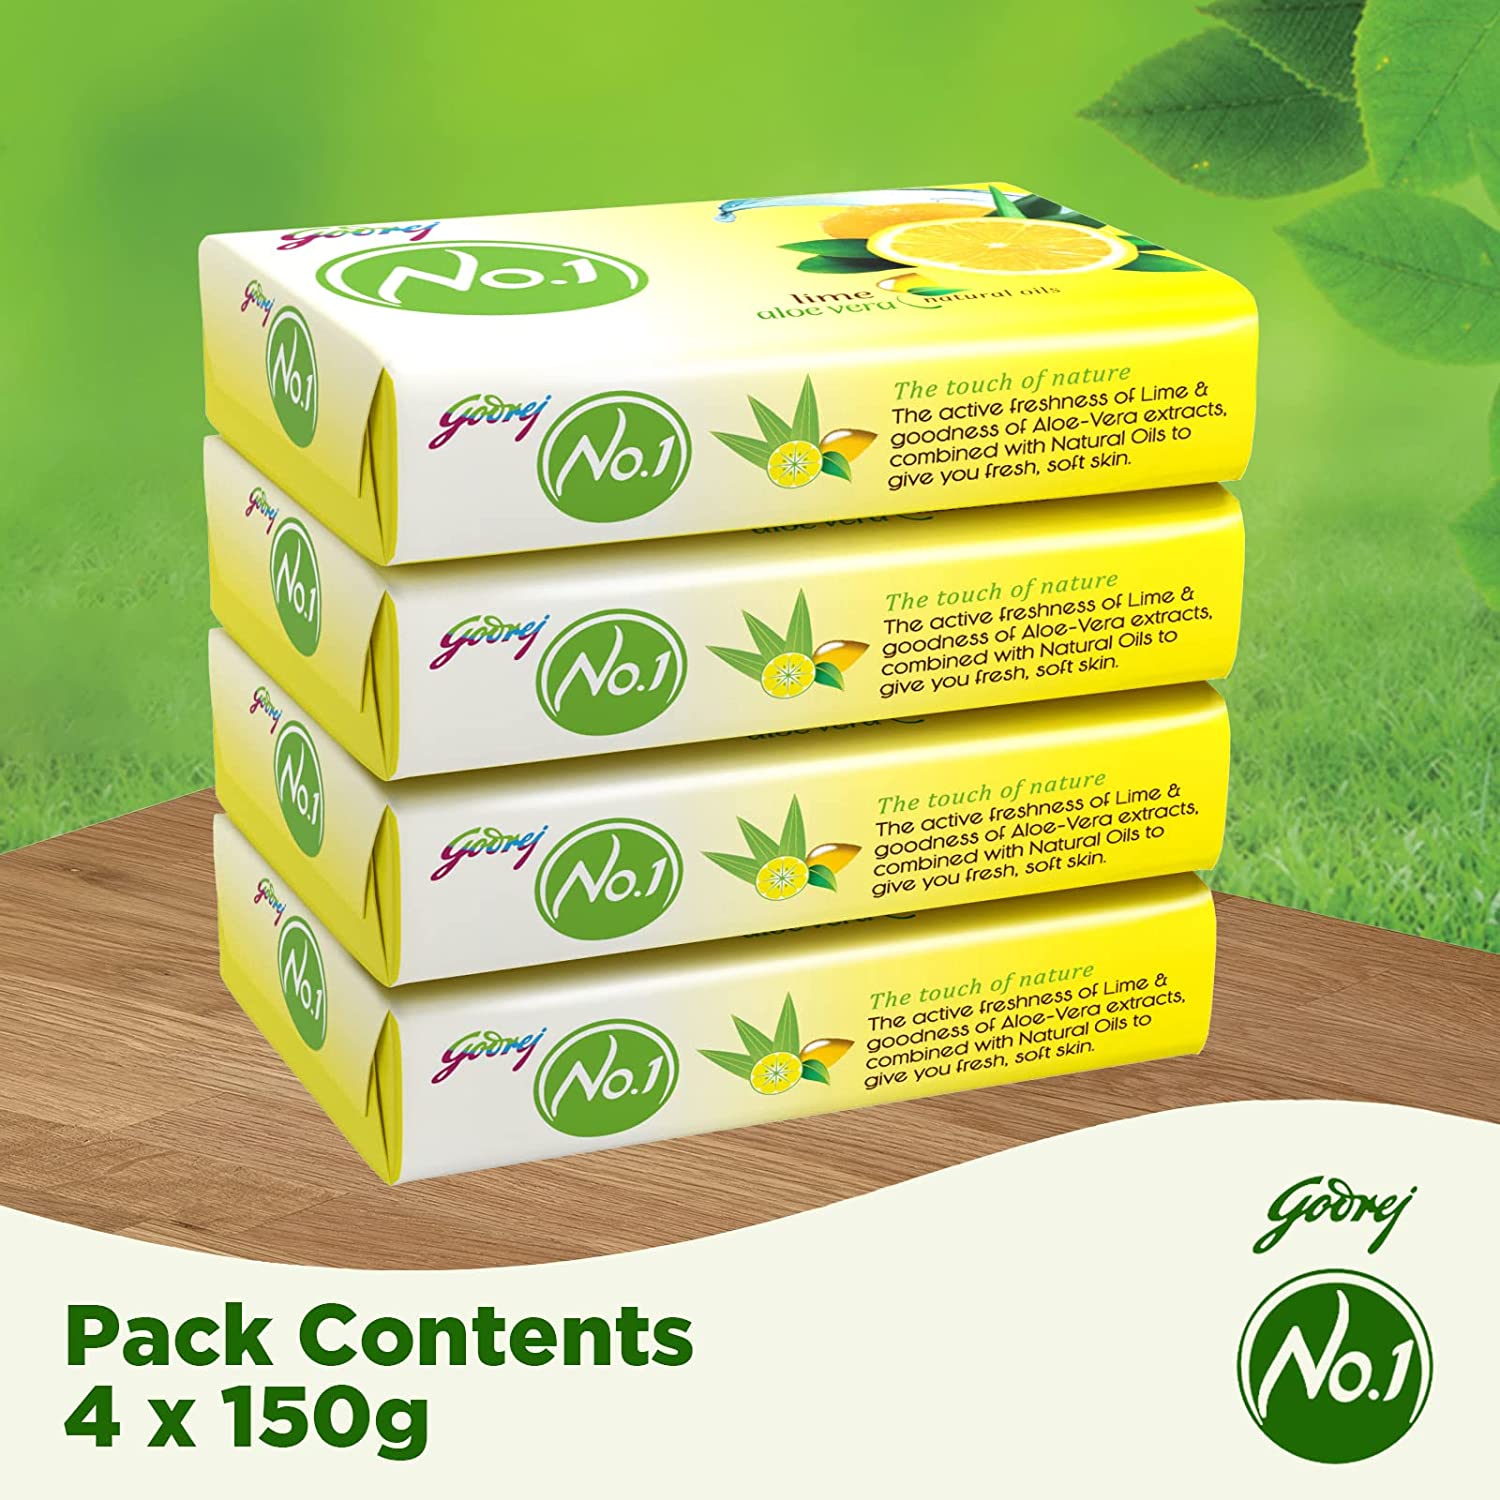 Godrej
No.1
lime
aloe vera natural oils
Godrej
No.1
Godrej
No.1
The touch of nature
The active freshness of Lime &
goodness of Aloe-Vera extracts,
combined with Natural Oils to
give you fresh, soft skin.
aloe vera
Godrej
No.1
Godrej
No.1
The touch of nature
The active freshness of Lime &
goodness of Aloe-Vera extracts,
combined with Natural Oils to
give you fresh, soft skin.
aloe vera
Godrej
No.1
Godrej
No.1
The touch of nature
The active freshness of Lime &
goodness of Aloe-Vera extracts,
combined with Natural Oils to
give you fresh, soft skin.
aloe vera
Godrej
No.1
Godrej
No.1
The touch of nature
The active freshness of Lime &
goodness of Aloe-Vera extracts,
combined with Natural Oils to
give you fresh, soft skin.
Pack Contents
4 x 150g
Godrej
No.1